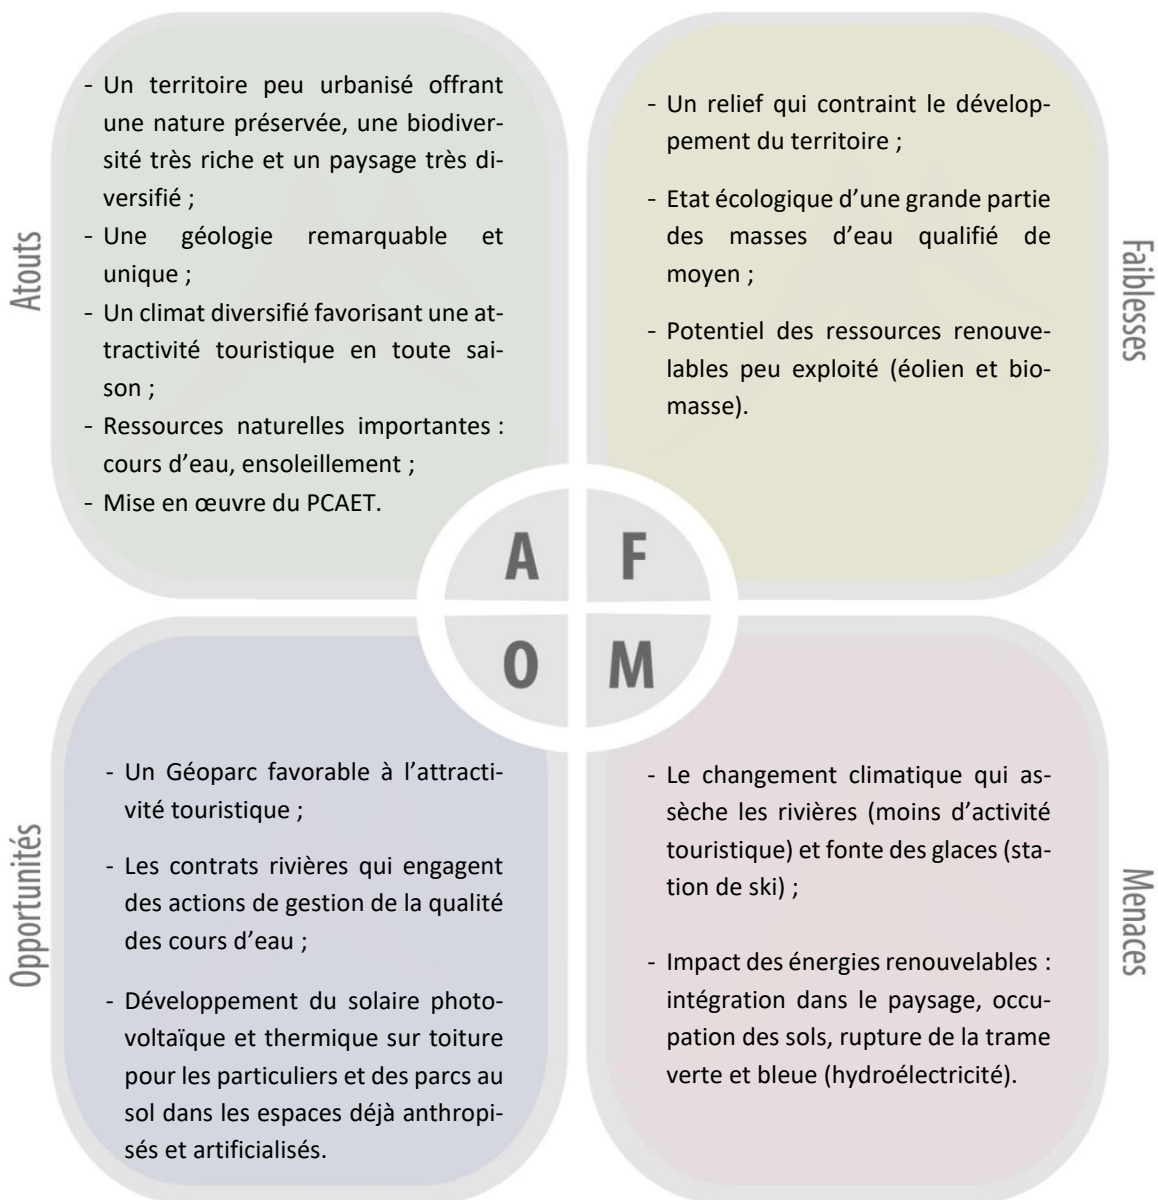 Atouts
- Un territoire peu urbanisé offrant
une nature préservée, une biodiver-
sité très riche et un paysage très di-
versifié ;
- Une géologie remarquable et
unique ;
- Un climat diversifié favorisant une at-
tractivité touristique en toute sai-
son ;
- Ressources naturelles importantes :
cours d’eau, ensoleillement ;
- Mise en œuvre du PCAET.
Faiblesses
- Un relief qui contraint le dévelop-
pement du territoire ;
- Etat écologique d’une grande partie
des masses d’eau qualifié de
moyen ;
- Potentiel des ressources renouve-
lables peu exploité (éolien et bio-
masse).
A F
O M
Opportunités
- Un Géoparc favorable à l’attracti-
vité touristique ;
- Les contrats rivières qui engagent
des actions de gestion de la qualité
des cours d’eau ;
- Développement du solaire photo-
voltaïque et thermique sur toiture
pour les particuliers et des parcs au
sol dans les espaces déjà anthropi-
sés et artificialisés.
Menaces
- Le changement climatique qui as-
sèche les rivières (moins d’activité
touristique) et fonte des glaces (sta-
tion de ski) ;
- Impact des énergies renouvelables :
intégration dans le paysage, occu-
pation des sols, rupture de la trame
verte et bleue (hydroélectricité).